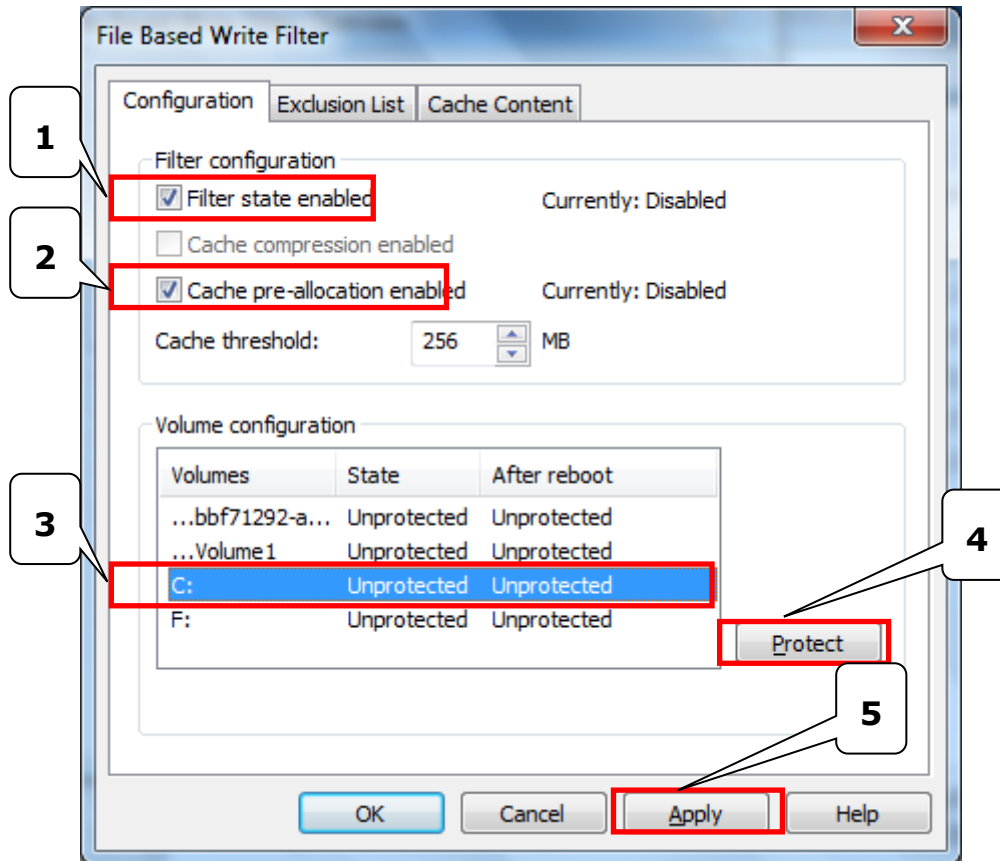 File Based Write Filter
Configuration Exclusion List Cache Content
1
Filter configuration
Filter state enabled Currently: Disabled
2
Cache compression enabled
Cache pre-allocation enabled Currently: Disabled
Cache threshold: 256 MB
Volume configuration
Volumes State After reboot
...bbf71292-a... Unprotected Unprotected
3
...Volume1 Unprotected Unprotected
4
C: Unprotected Unprotected
F: Unprotected Unprotected
Protect
5
OK Cancel Apply Help